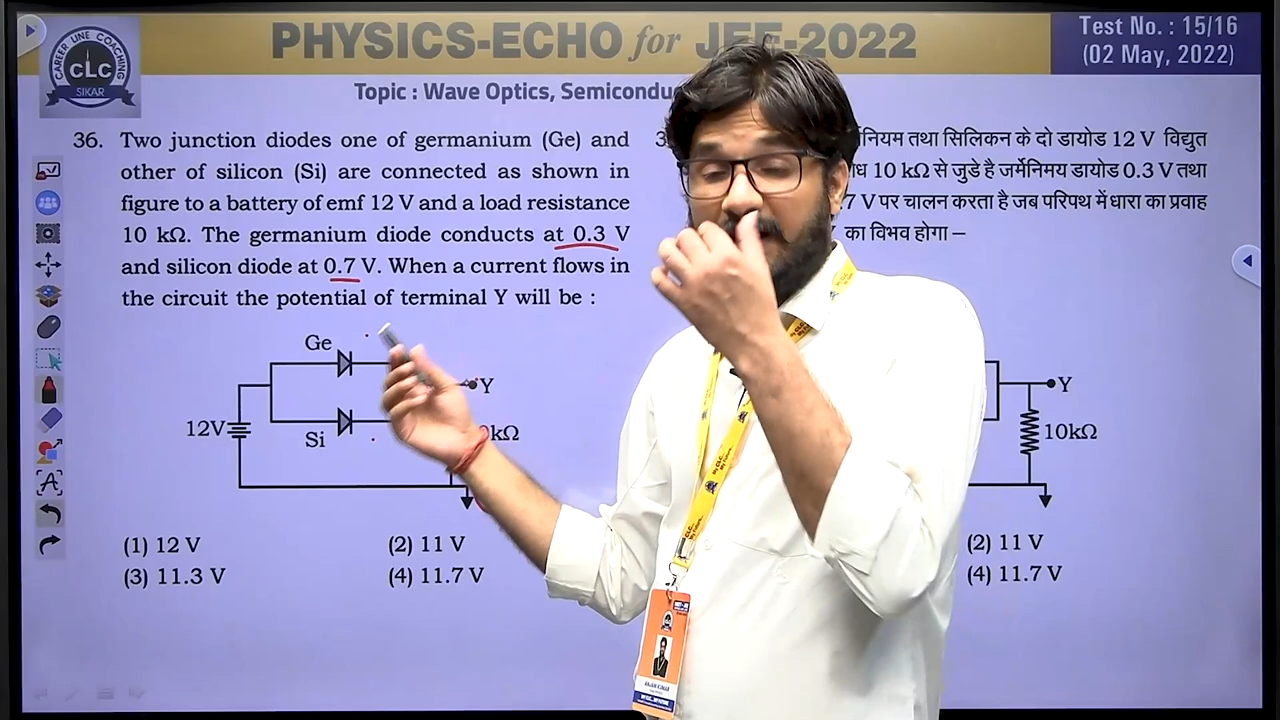 PHYSICS-ECHO for JEE-2022
Test No. : 15/16
(02 May, 2022)
CAREER LINE COACHING
CLC
SIKAR
Topic : Wave Optics,
36. Two junction diodes one of germanium (Ge) and
other of silicon (Si) are connected as shown in
figure to a battery of emf 12 V and a load resistance
10 kΩ. The germanium diode conducts at 0.3 V
and silicon diode at 0.7 V. When a current flows in
the circuit the potential of terminal Y will be :
Ge
Y
12V
Si
kΩ
(1) 12 V
(2) 11 V
(3) 11.3 V
(4) 11.7 V
तथा सिलिकन के दो डायोड 12 V विद्युत
10 kΩ से जुडे है जर्मेनिमय डायोड 0.3 V तथा
V पर चालन करता है जब परिपथ में धारा का प्रवाह
का विभव होगा –
Y
10kΩ
(2) 11 V
(4) 11.7 V